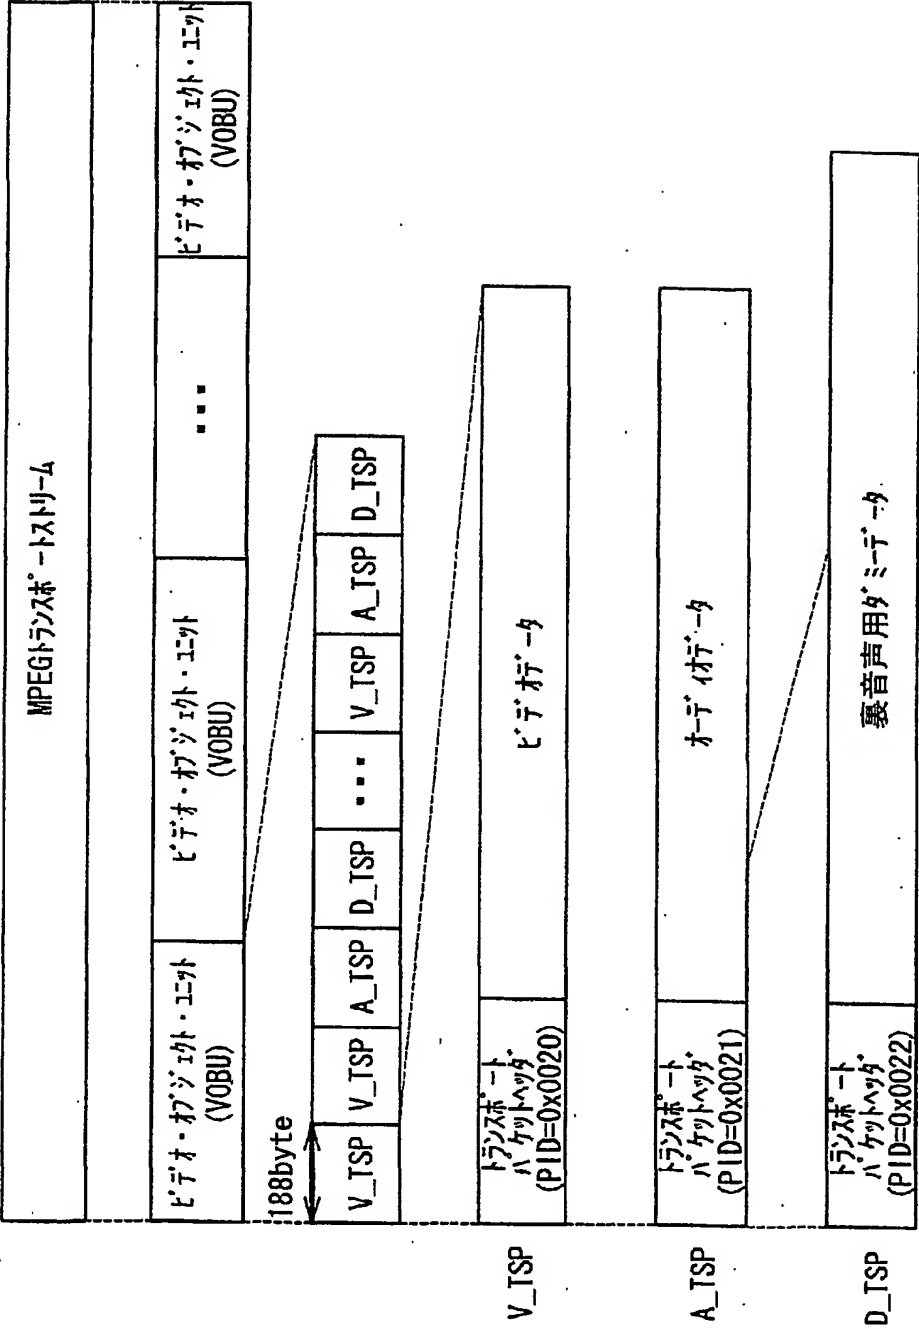 MPEGトランスポートストリーム
ビデオ・オブジェクト・ユニット
(VOBU)
ビデオ・オブジェクト・ユニット
(VOBU)
▪▪▪
ビデオ・オブジェクト・ユニット
(VOBU)
188byte
V_TSP
V_TSP
A_TSP
D_TSP
▪▪▪
V_TSP
A_TSP
D_TSP
V_TSP
トランスポート
パケットヘッダ
(PID=0x0020)
ビデオデータ
A_TSP
トランスポート
パケットヘッダ
(PID=0x0021)
オーディオデータ
D_TSP
トランスポート
パケットヘッダ
(PID=0x0022)
裏音声用ダミーデータ